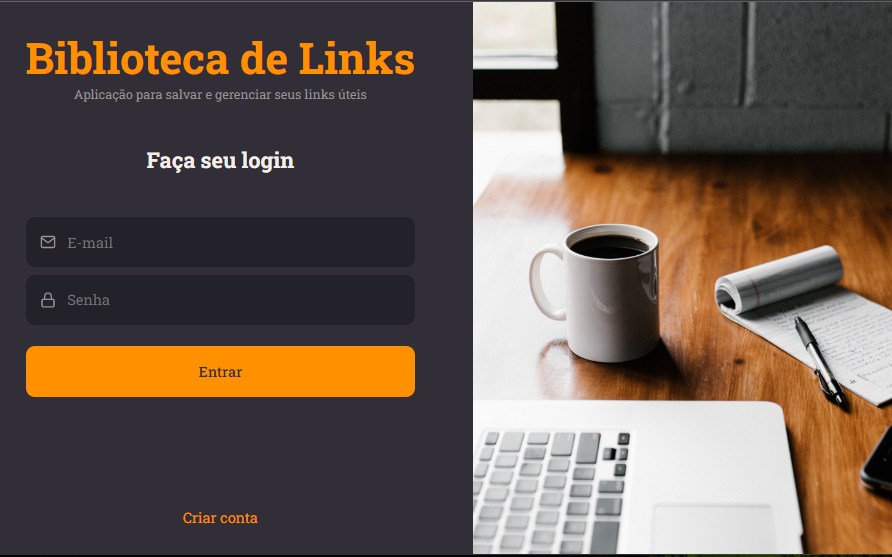 Biblioteca de Links
Aplicação para salvar e gerenciar seus links úteis
Faça seu login
E-mail
Senha
Entrar
Criar conta